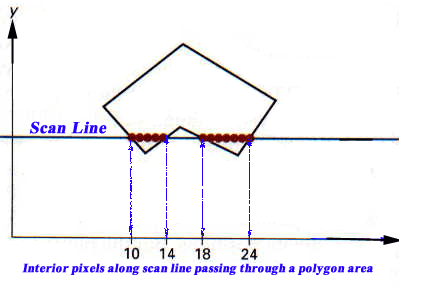 y
Scan Line
10 14 18 24
Interior pixels along scan line passing through a polygon area